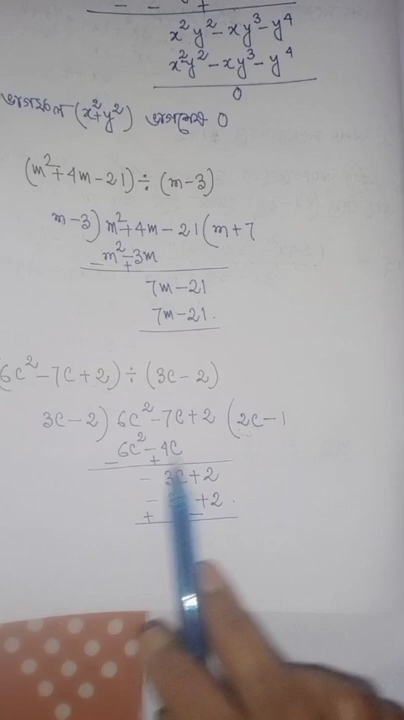 − − +
x²y² − xy³ − y⁴
x²y² − xy³ − y⁴
0
ভাগফল (x²+y²) ভাগশেষ 0
(m²+4m−21) ÷ (m−3)
m−3) m²+4m−21 (m+7
m²−3m
− +
7m−21
7m−21
6c²−7c+2) ÷ (3c−2)
3c−2) 6c²−7c+2 (2c−1
6c²−4c
− +
− 3c+2
− +2
+ −